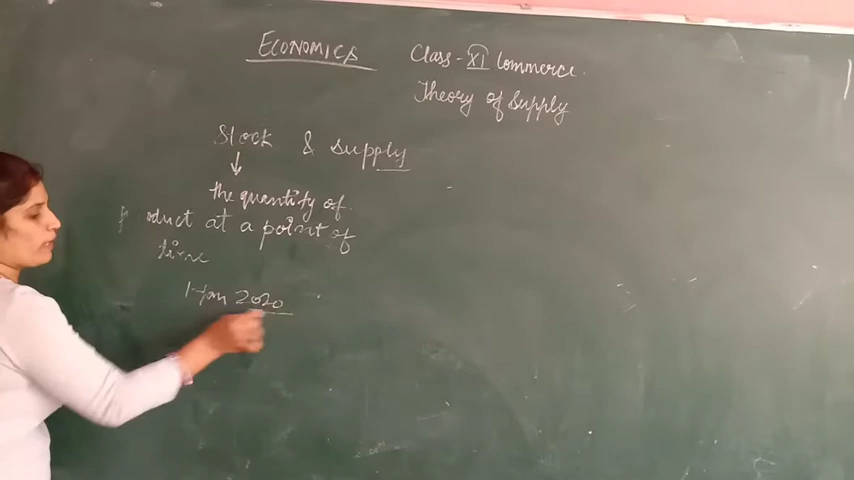 ECONOMICS Class-XI Commerce
Theory of Supply
Stock & Supply
the quantity of
Product at a point of
time
1-Jan 2020